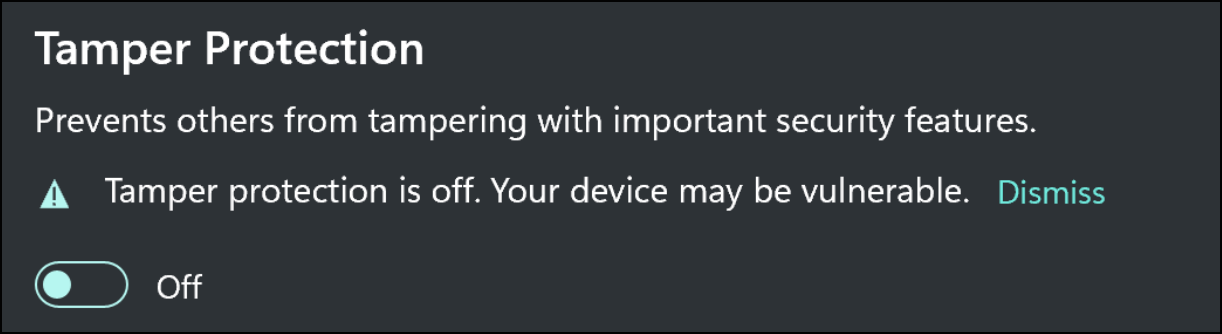 Tamper Protection
Prevents others from tampering with important security features.
Tamper protection is off. Your device may be vulnerable. Dismiss
Off